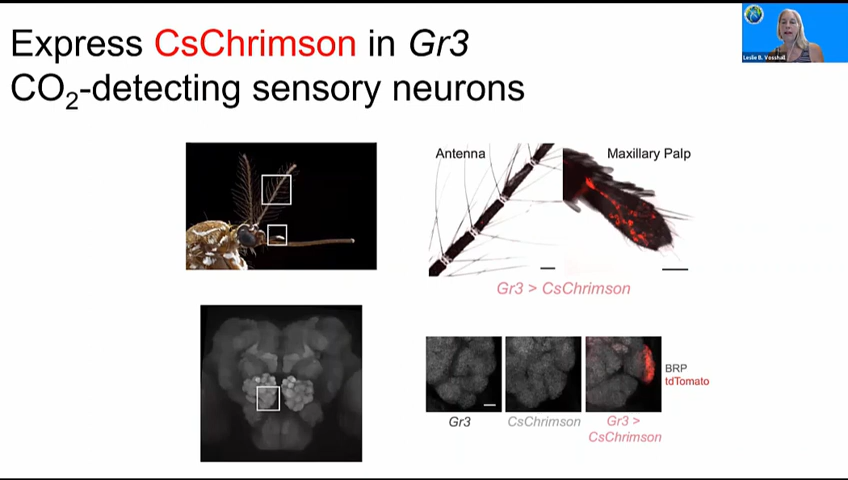 Express CsChrimson in Gr3
CO₂-detecting sensory neurons
Leslie B. Vosshall
Antenna
Maxillary Palp
Gr3 > CsChrimson
BRP
tdTomato
Gr3
CsChrimson
Gr3 >
CsChrimson